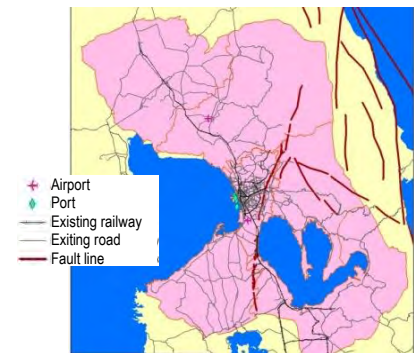 Airport
Port
Existing railway
Exiting road
Fault line